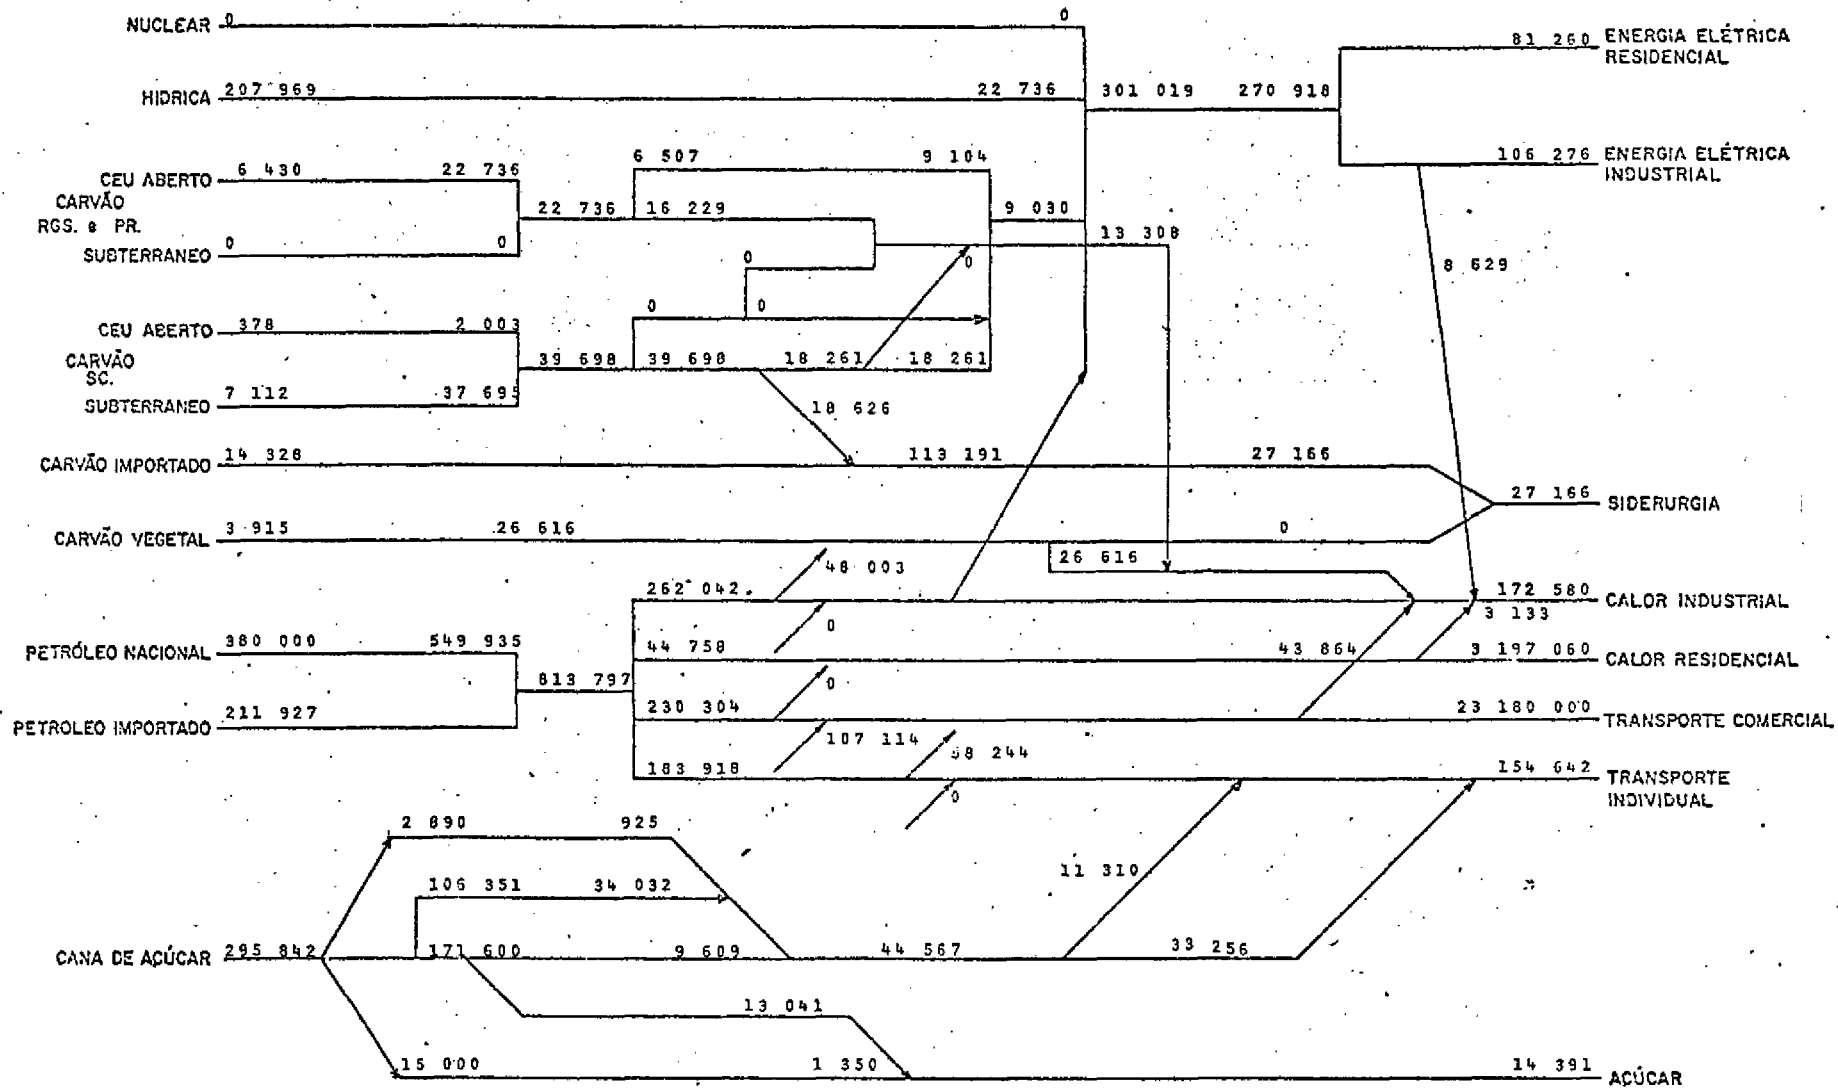 NUCLEAR 0 0
ENERGIA ELÉTRICA
RESIDENCIAL
81 260
HIDRICA 207 969 22 736 301 019 270 918
CEU ABERTO 6 430 22 736
6 507 9 104
106 276 ENERGIA ELÉTRICA
INDUSTRIAL
CARVÃO
RGS. e PR.
22 736 16 229 9 030
13 308
SUBTERRANEO 0 0
0
0
8 629
0 0
CEU ABERTO 378 2 003
CARVÃO
SC.
39 698 39 698 18 261 18 261
SUBTERRANEO 7 112 37 695
18 626
CARVÃO IMPORTADO 14 328 113 191 27 166
27 166 SIDERURGIA
CARVÃO VEGETAL 3 915 26 616 0
26 616
48 003
262 042 172 580 CALOR INDUSTRIAL
3 133
0
PETRÓLEO NACIONAL 380 000 549 935
44 758 43 864 3 197 060 CALOR RESIDENCIAL
813 797
0
PETROLEO IMPORTADO 211 927
230 304 23 180 000 TRANSPORTE COMERCIAL
107 114
58 244
183 918 154 642 TRANSPORTE
INDIVIDUAL
0
2 890 925
11 310
106 351 34 032
CANA DE AÇÚCAR 295 842 171 600 9 609 44 567 33 256
13 041
15 000 1 350 14 391 AÇÚCAR